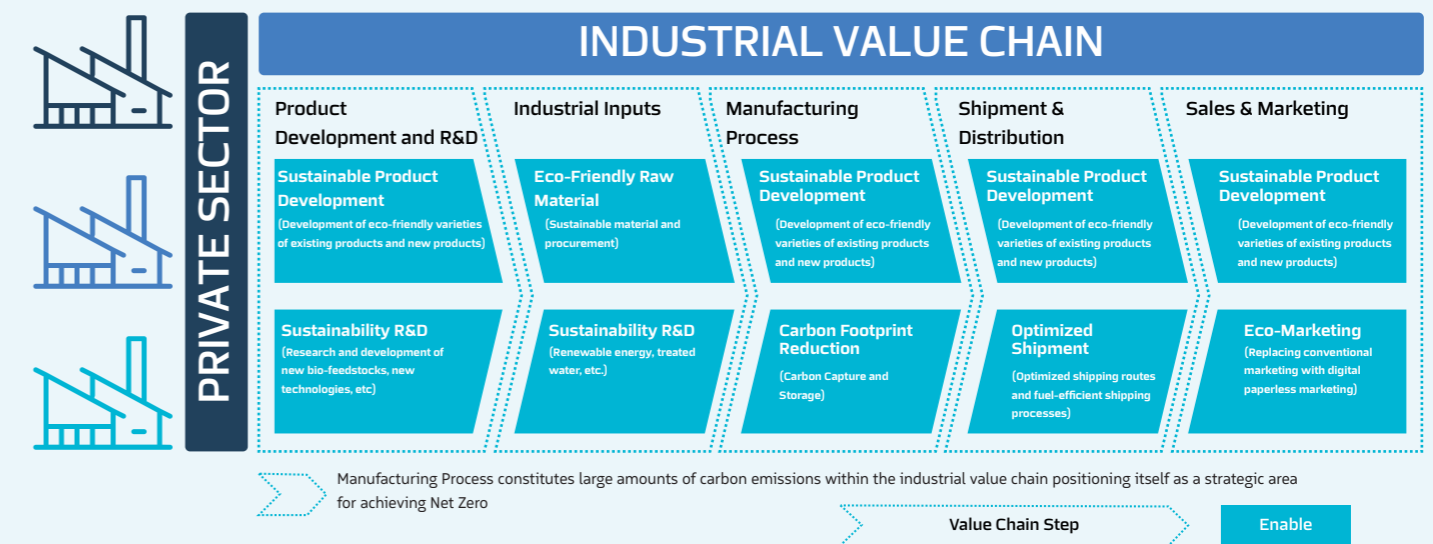 PRIVATE SECTOR
INDUSTRIAL VALUE CHAIN
Product
Development and R&D
Sustainable Product
Development
(Development of eco-friendly varieties
of existing products and new products)
Sustainability R&D
(Research and development of
new bio-feedstocks, new
technologies, etc)
Industrial Inputs
Eco-Friendly Raw
Material
(Sustainable material and
procurement)
Sustainability R&D
(Renewable energy, treated
water, etc.)
Manufacturing
Process
Sustainable Product
Development
(Development of eco-friendly
varieties of existing products
and new products)
Carbon Footprint
Reduction
(Carbon Capture and
Storage)
Shipment &
Distribution
Sustainable Product
Development
(Development of eco-friendly
varieties of existing products
and new products)
Optimized
Shipment
(Optimized shipping routes
and fuel-efficient shipping
processes)
Sales & Marketing
Sustainable Product
Development
(Development of eco-friendly
varieties of existing products
and new products)
Eco-Marketing
(Replacing conventional
marketing with digital
paperless marketing)
Manufacturing Process constitutes large amounts of carbon emissions within the industrial value chain positioning itself as a strategic area
for achieving Net Zero
Value Chain Step
Enable